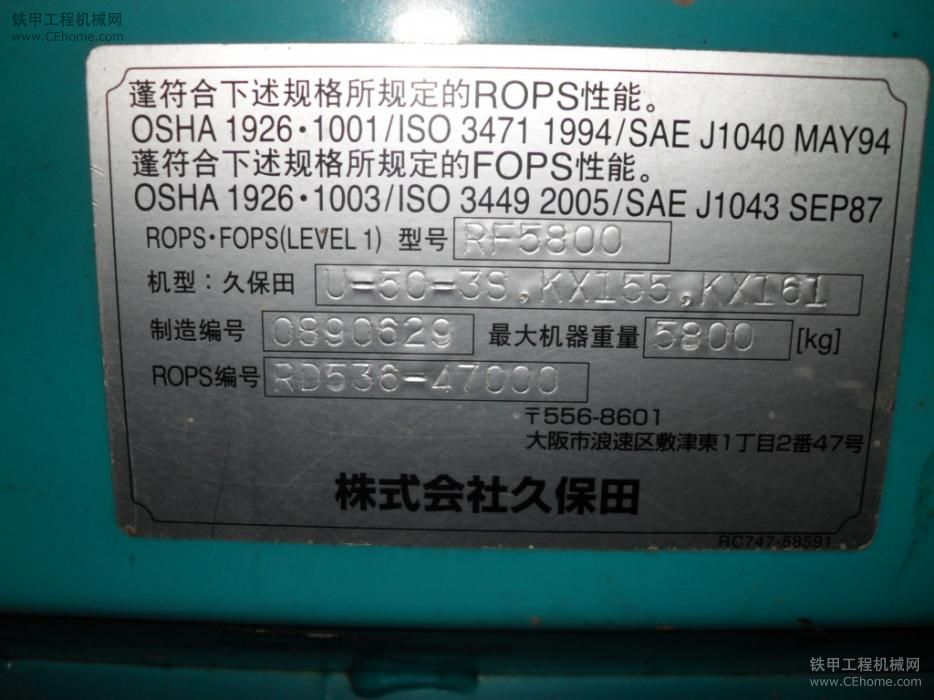 铁甲工程机械网
www.CEhome.com
蓬符合下述规格所规定的ROPS性能。
OSHA 1926·1001/ISO 3471 1994/SAE J1040 MAY94
蓬符合下述规格所规定的FOPS性能。
OSHA 1926·1003/ISO 3449 2005/SAE J1043 SEP87
ROPS·FOPS(LEVEL 1) 型号 RF5800
机型：久保田 U-50-3S,KX155,KX161
制造编号 0890629 最大机器重量 5800 [kg]
ROPS编号 RD536-47000
〒556-8601
大阪市浪速区敷津東1丁目2番47号
株式会社久保田
RC747-58591
铁甲工程机械网
www.CEhome.com